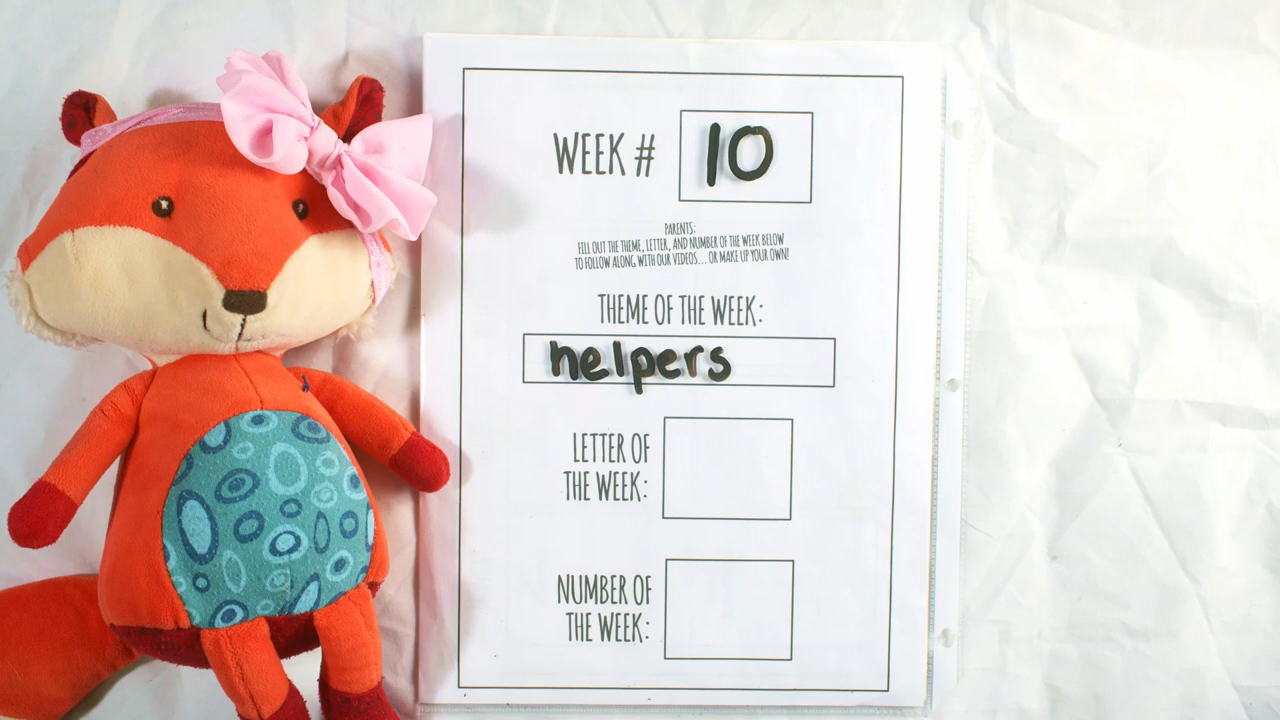 WEEK # 10
PARENTS:
FILL OUT THE THEME, LETTER, AND NUMBER OF THE WEEK BELOW
TO FOLLOW ALONG WITH OUR VIDEOS... OR MAKE UP YOUR OWN!
THEME OF THE WEEK:
helpers
LETTER OF
THE WEEK:
NUMBER OF
THE WEEK: